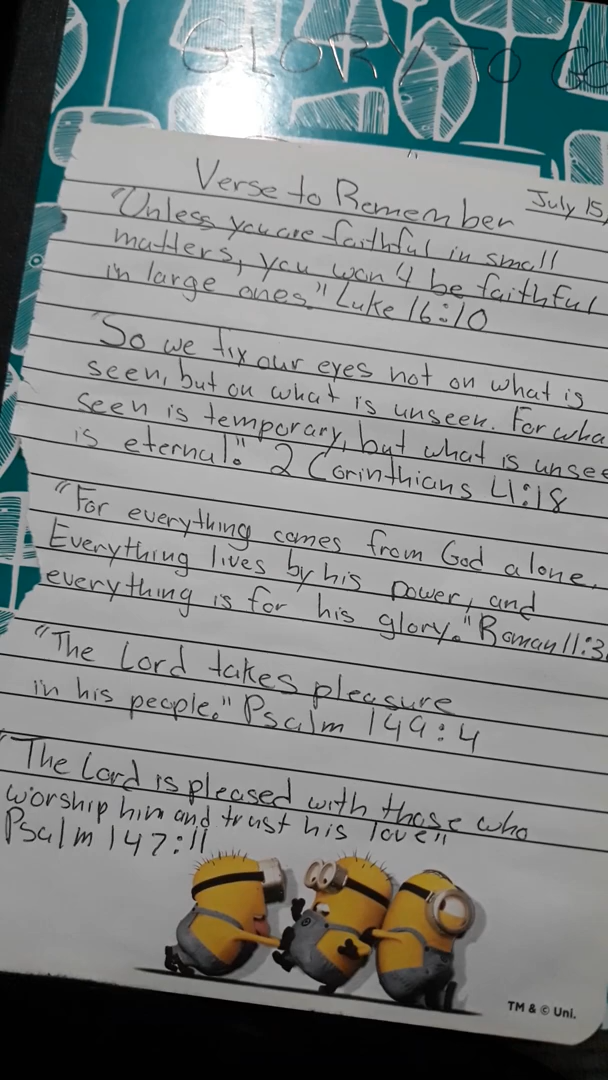 GLORY TO GO
Verse to Remember
July 15,
"Unless you are faithful in small
matters, you won't be faithful
in large ones." Luke 16:10
So we fix our eyes not on what is
seen, but on what is unseen. For wha
seen is temporary, but what is unsee
is eternal." 2 Corinthians 4:18
"For everything comes from God alone.
Everything lives by his power, and
everything is for his glory." Roman 11:3
"The Lord takes pleasure
in his people." Psalm 149:4
"The Lord is pleased with those who
worship him and trust his love"
Psalm 147:11
TM & © Uni.